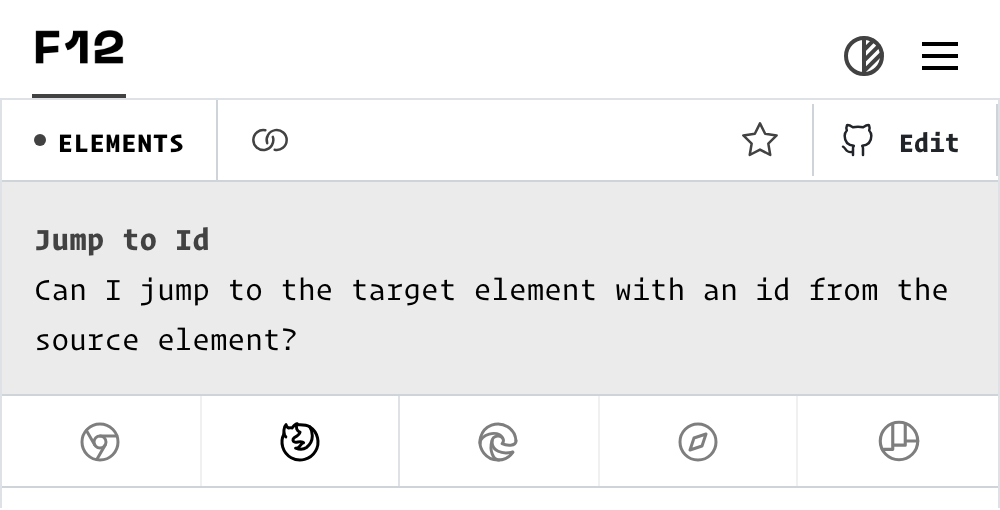 F12
ELEMENTS
Edit
Jump to Id
Can I jump to the target element with an id from the
source element?